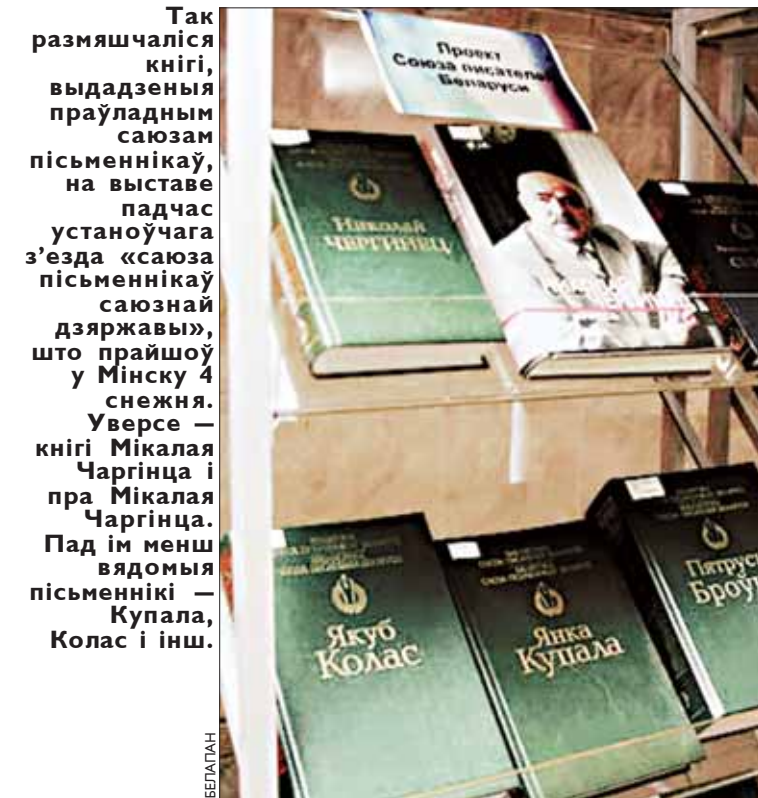 Так
размяшчаліся
кнігі,
выдадзеныя
праўладным
саюзам
пісьменнікаў,
на выставе
падчас
устаноўчага
з’езда «саюза
пісьменнікаў
саюзнай
дзяржавы»,
што прайшоў
у Мінску 4
снежня.
Уверсе —
кнігі Мікалая
Чаргінца і
пра Мікалая
Чаргінца.
Пад ім менш
вядомыя
пісьменнікі —
Купала,
Колас і інш.
БЕЛАПАН
Проект
Союза писателе
Беларуси
Николай
ЧЕРГИНЕЦ
Якуб
Колас
Янка
Купала
Пятрусь
Броў